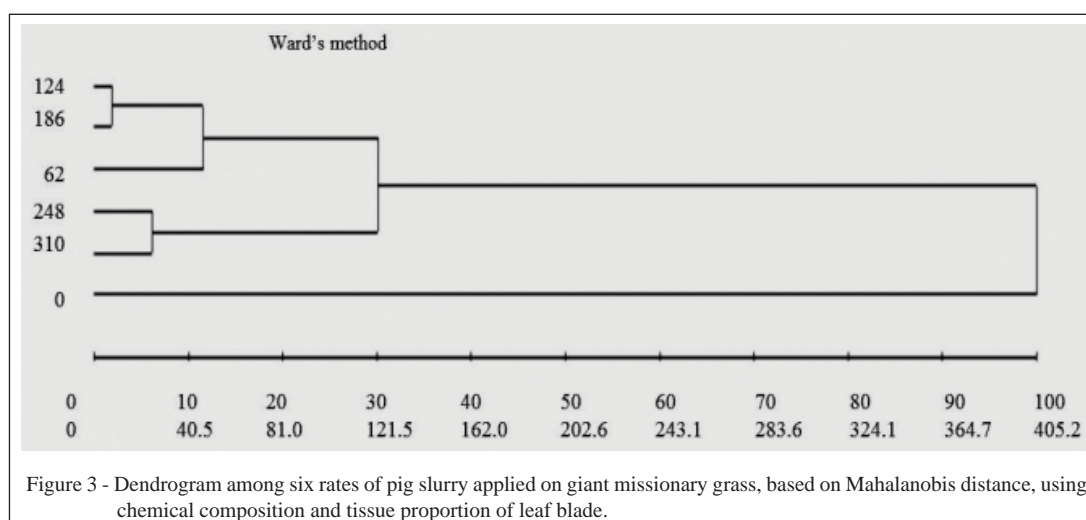 Ward's method
124
186
62
248
310
0
0 10 20 30 40 50 60 70 80 90 100
0 40.5 81.0 121.5 162.0 202.6 243.1 283.6 324.1 364.7 405.2
Figure 3 - Dendrogram among six rates of pig slurry applied on giant missionary grass, based on Mahalanobis distance, using
chemical composition and tissue proportion of leaf blade.